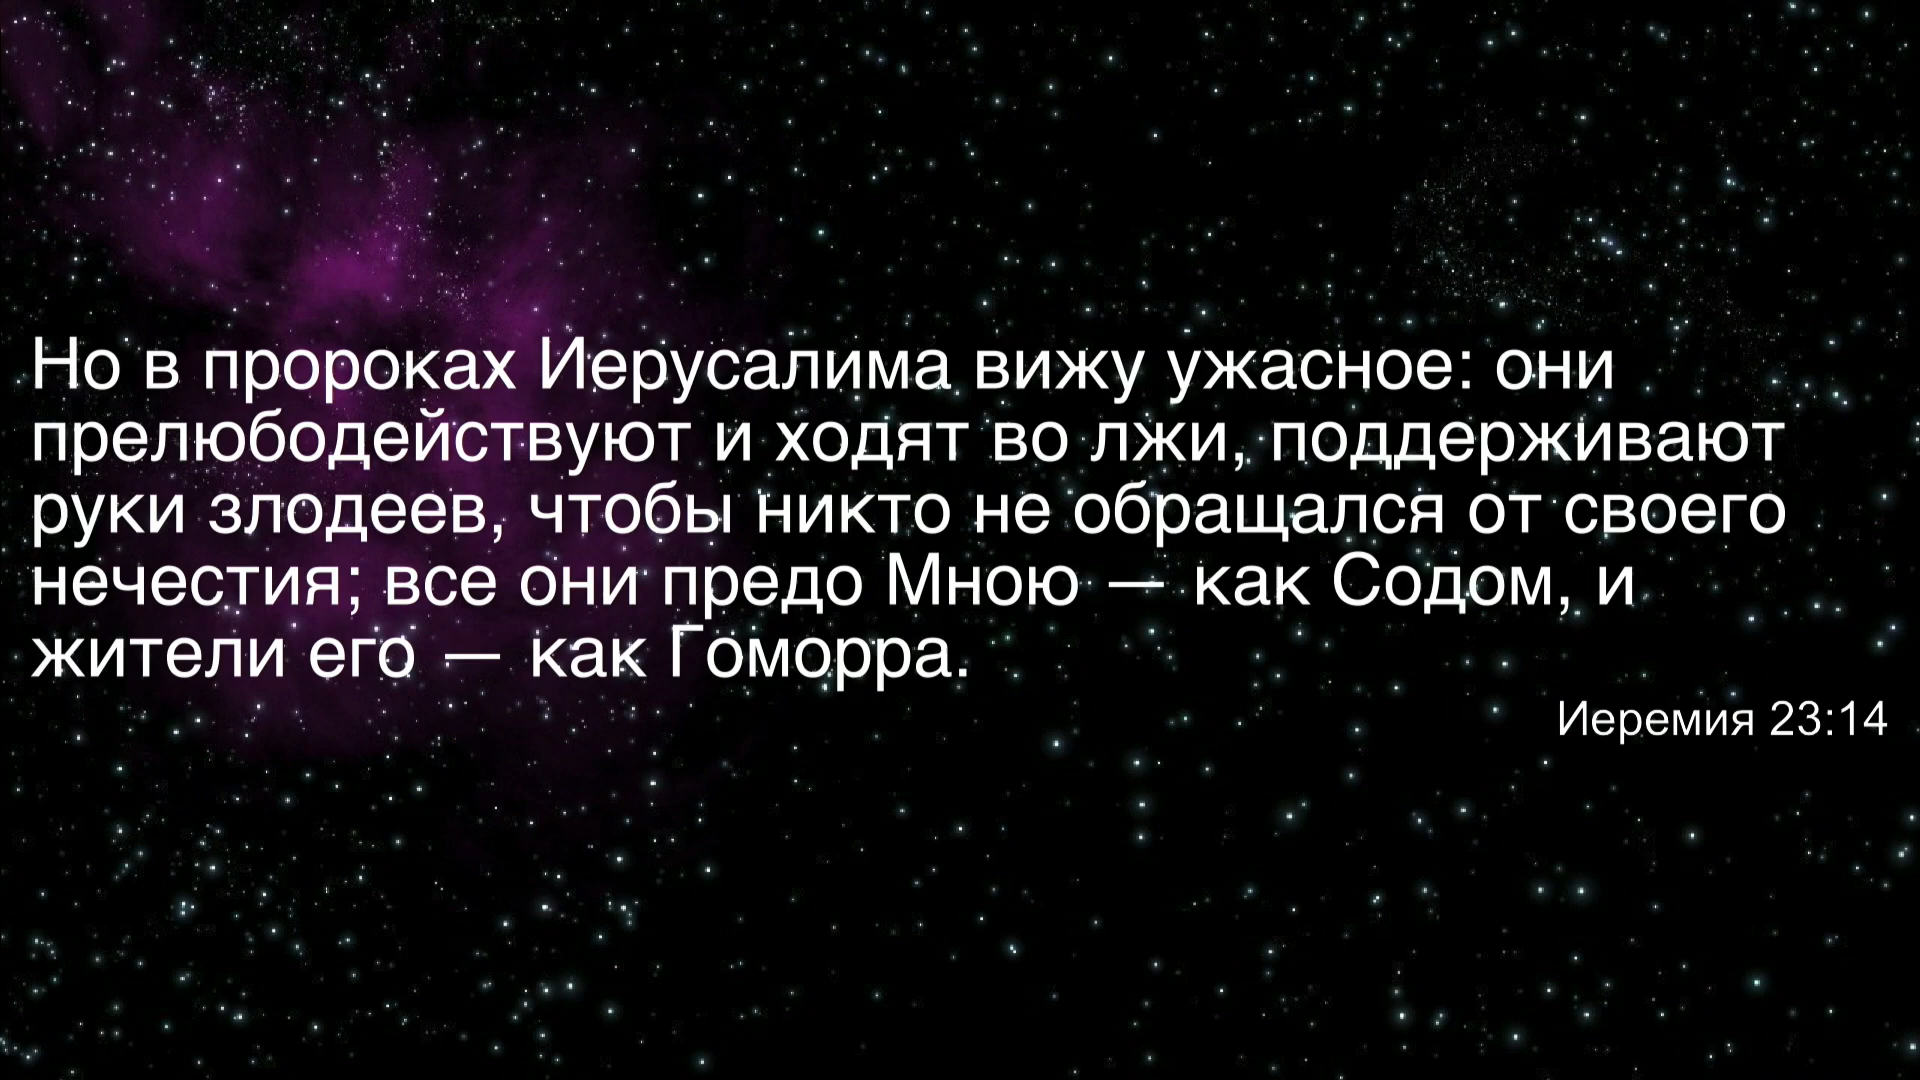 Но в пророках Иерусалима вижу ужасное: они
прелюбодействуют и ходят во лжи, поддерживают
руки злодеев, чтобы никто не обращался от своего
нечестия; все они предо Мною — как Содом, и
жители его — как Гоморра.
Иеремия 23:14